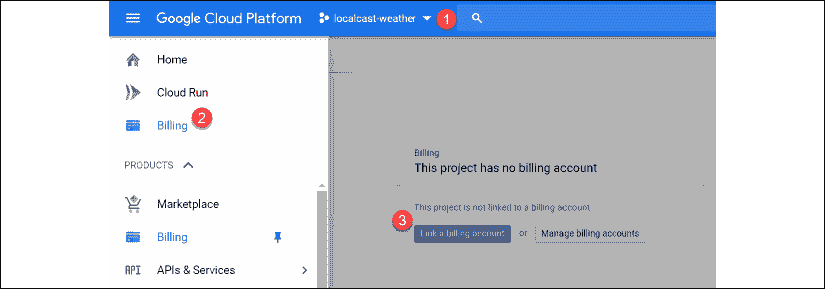 Google Cloud Platform localcast-weather 1
Home
Cloud Run
Billing 2
PRODUCTS
Marketplace
Billing
API APIs & Services
Billing
This project has no billing account
This project is not linked to a billing account
3
Link a billing account or Manage billing accounts